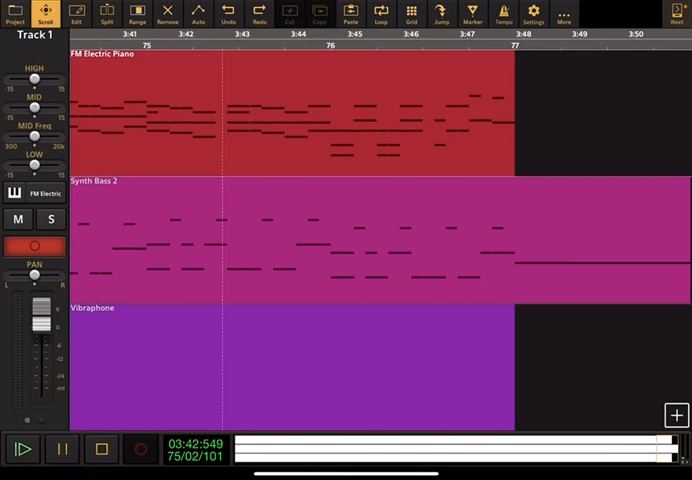 Project Scroll Edit Split Range Remove Auto Undo Redo Cut Copy Paste Loop Grid Jump Marker Tempo Settings More Next
Track 1
3:41 3:42 3:43 3:44 3:45 3:46 3:47 3:48 3:49 3:50
75 76 77
FM Electric Piano
HIGH
-15 15
MID
-15 15
MID Freq
300 20k
LOW
-15 15
Synth Bass 2
FM Electric
M S
PAN
L R
6
0
-6
-12
-24
-inf
Vibraphone
03:42:549
75/02/101